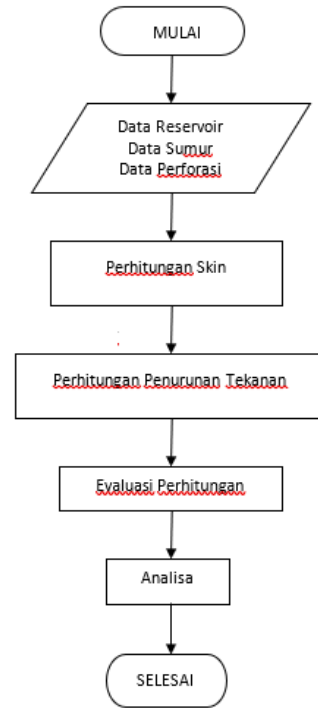 MULAI
Data Reservoir
Data Sumur
Data Perforasi
Perhitungan Skin
Perhitungan Penurunan Tekanan
Evaluasi Perhitungan
Analisa
SELESAI